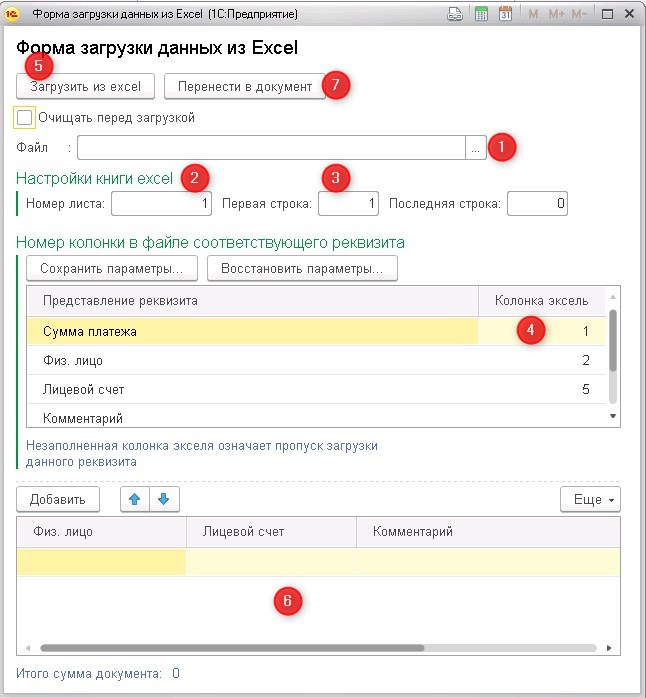 Форма загрузки данных из Excel (1С:Предприятие)
M M+ M-
Форма загрузки данных из Excel
5
Загрузить из excel
Перенести в документ
7
Очищать перед загрузкой
Файл :
...
1
Настройки книги excel
2
3
Номер листа: 1
Первая строка: 1
Последняя строка: 0
Номер колонки в файле соответствующего реквизита
Сохранить параметры...
Восстановить параметры...
Представление реквизита
Колонка эксель
Сумма платежа
4
1
Физ. лицо
2
Лицевой счет
5
Комментарий
Незаполненная колонка экселя означает пропуск загрузки
данного реквизита
Добавить
Еще
Физ. лицо
Лицевой счет
Комментарий
6
Итого сумма документа: 0